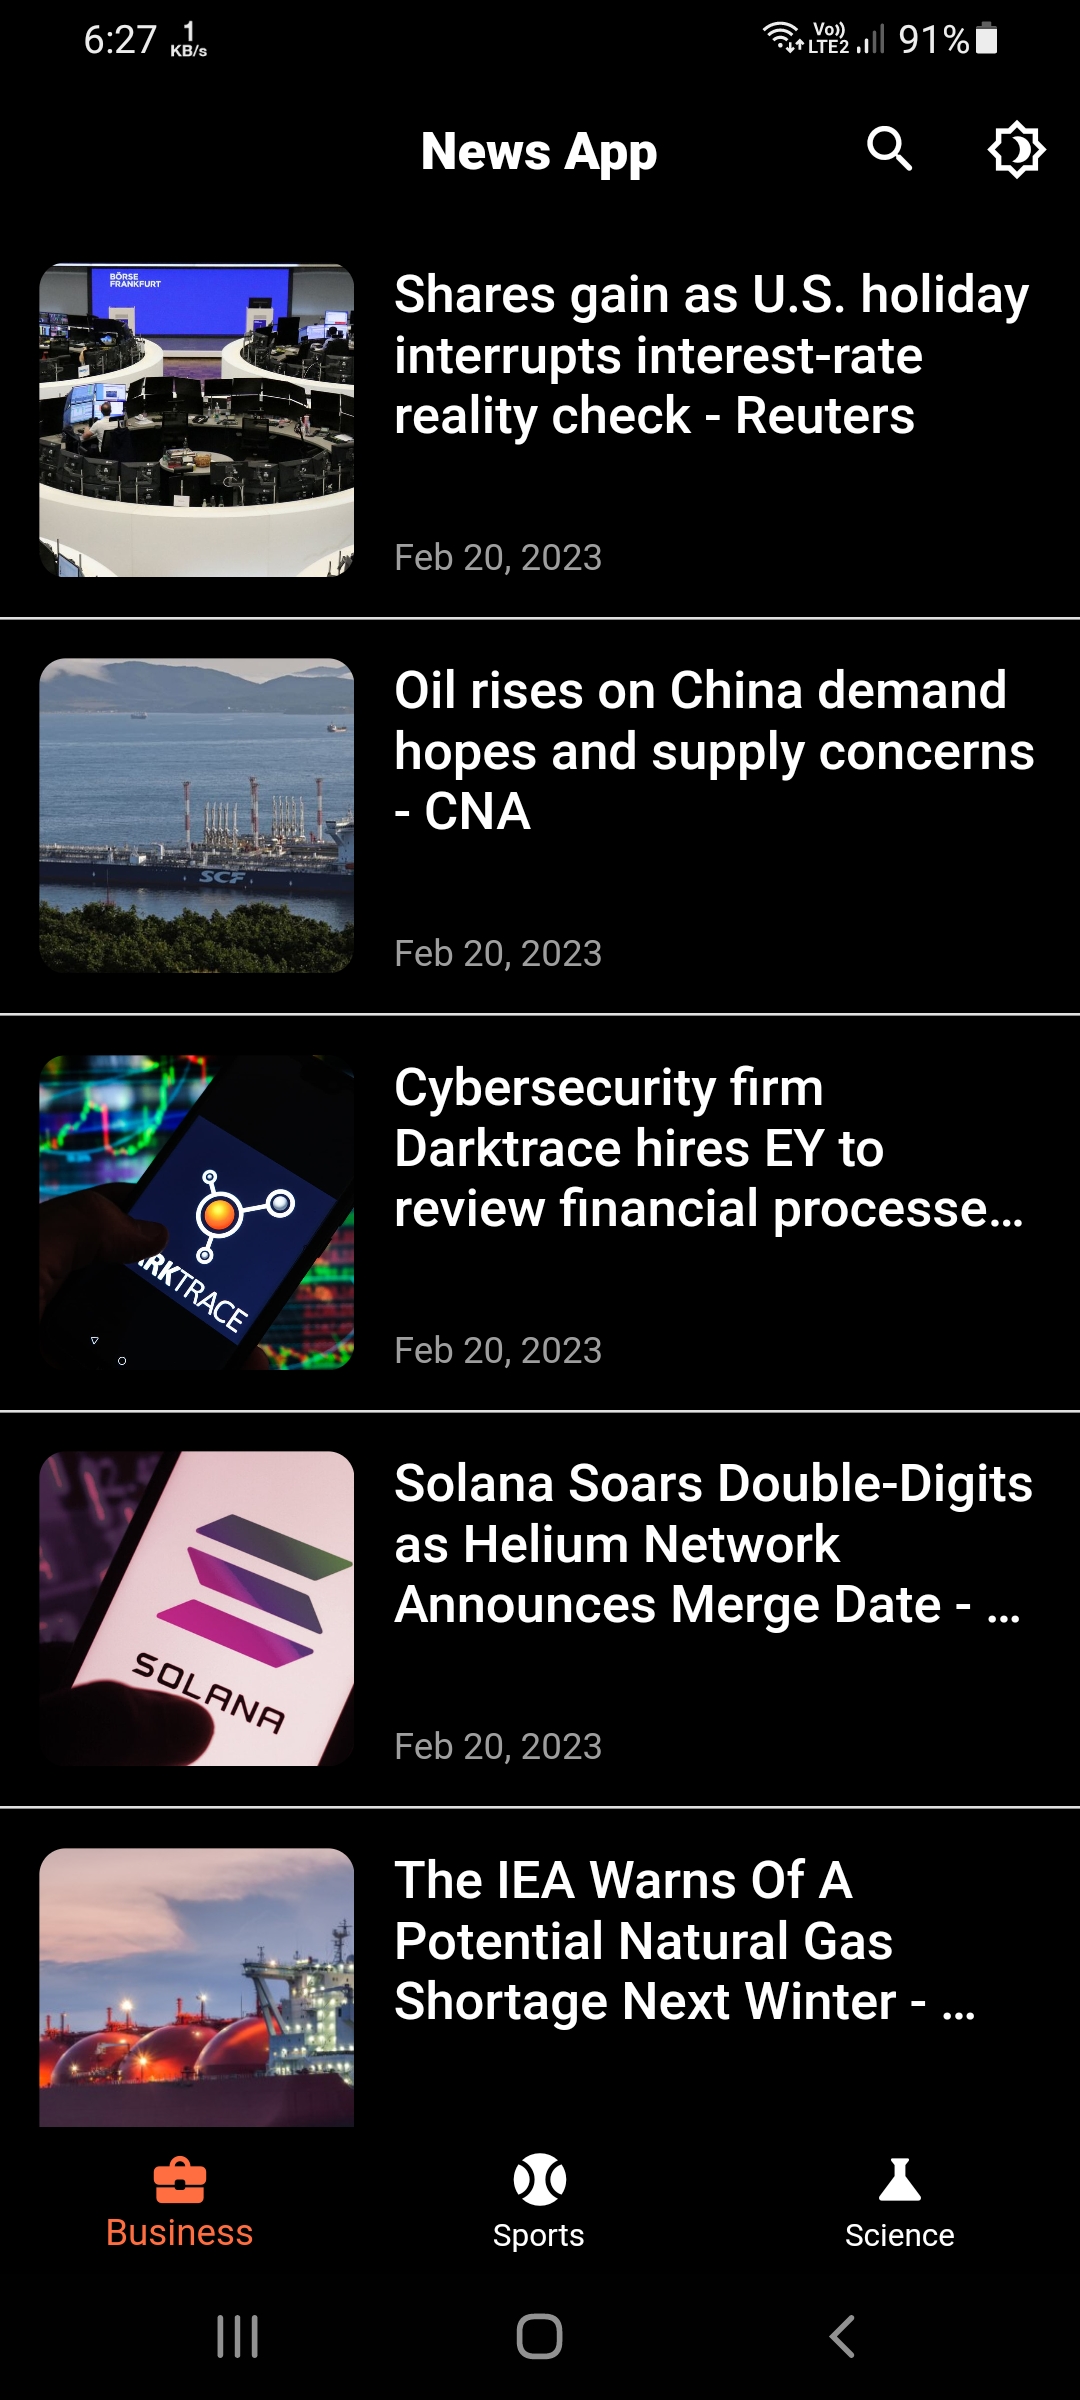 6:27
1
KB/s
Vo))
LTE2
91%
News App
BÖRSE
FRANKFURT
Shares gain as U.S. holiday
interrupts interest-rate
reality check - Reuters
Feb 20, 2023
SCF
Oil rises on China demand
hopes and supply concerns
- CNA
Feb 20, 2023
ARKTRACE
Cybersecurity firm
Darktrace hires EY to
review financial processe...
Feb 20, 2023
SOLANA
Solana Soars Double-Digits
as Helium Network
Announces Merge Date - ...
Feb 20, 2023
The IEA Warns Of A
Potential Natural Gas
Shortage Next Winter - ...
Business
Sports
Science